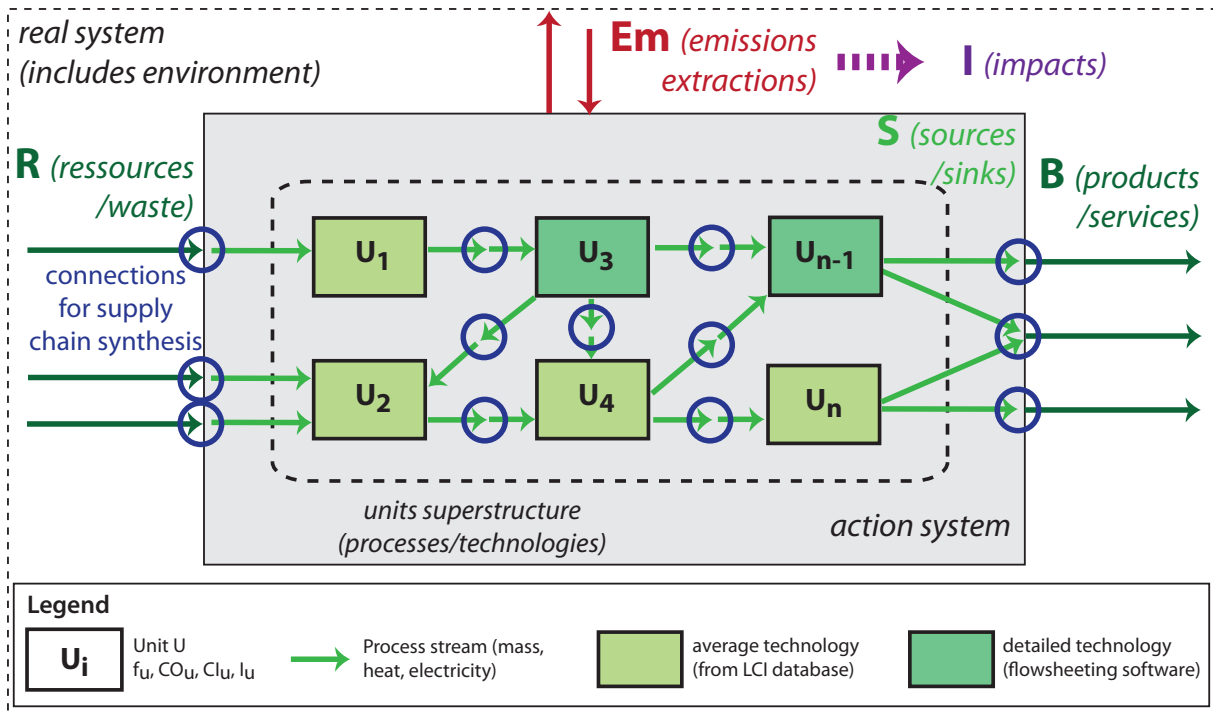 real system
(includes environment)
Em (emissions
extractions)
I (impacts)
R (ressources
/waste)
S (sources
/sinks)
B (products
/services)
connections
for supply
chain synthesis
U1
U3
Un-1
U2
U4
Un
units superstructure
(processes/technologies)
action system
Legend
Ui
Unit U
fu, COu, CIu, Iu
Process stream (mass,
heat, electricity)
average technology
(from LCI database)
detailed technology
(flowsheeting software)